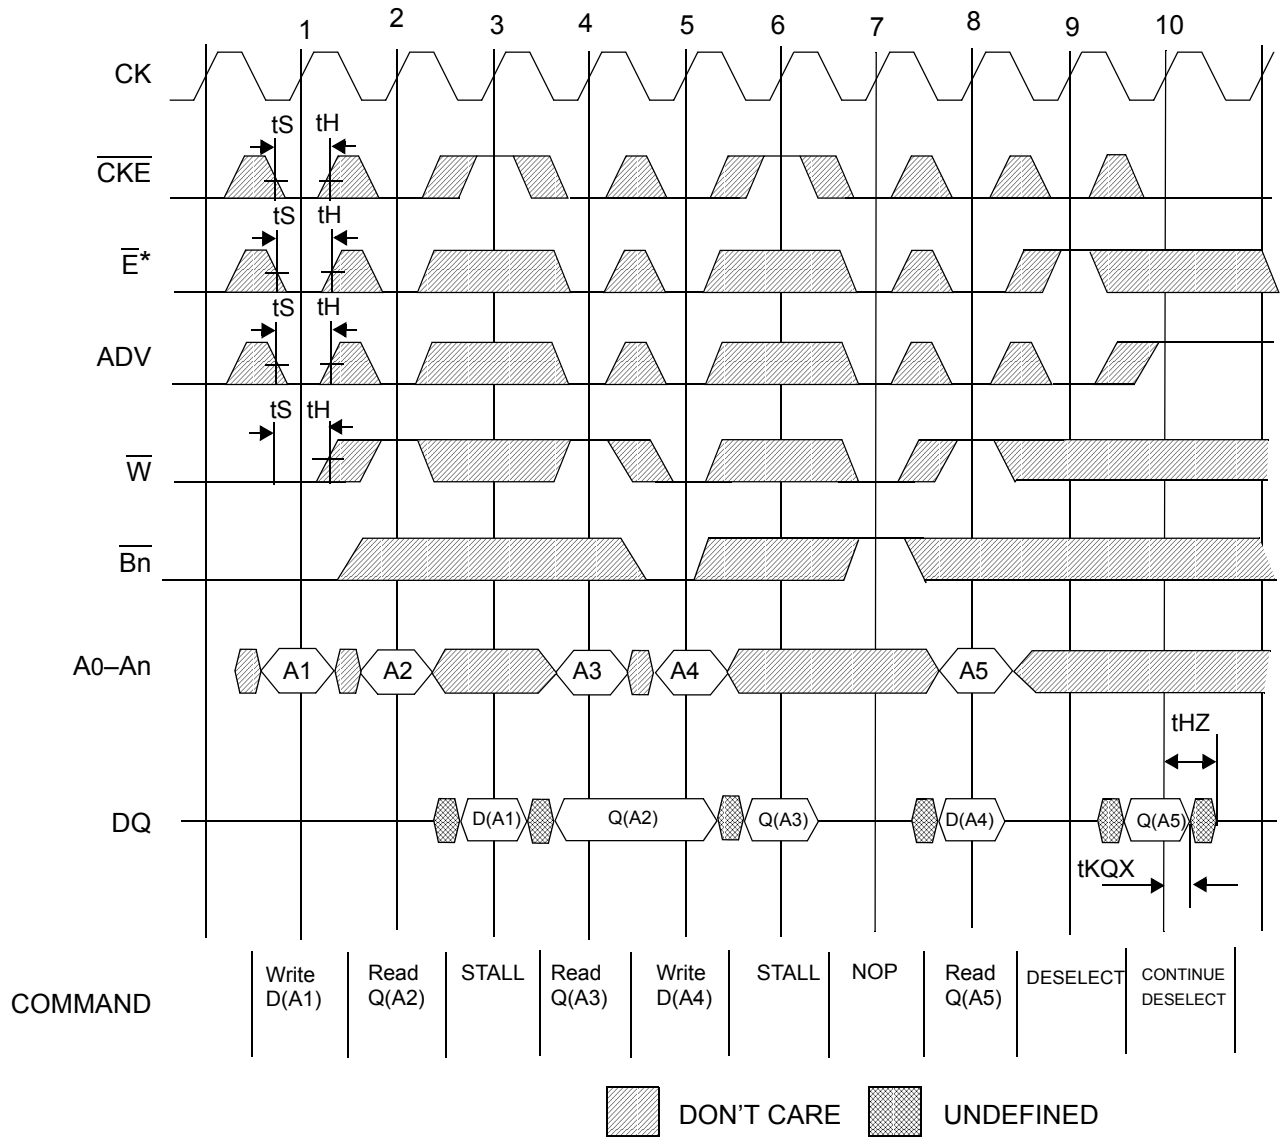 1 2 3 4 5 6 7 8 9 10
CK
tS tH
CKE
tS tH
E*
tS tH
ADV
tS tH
W
Bn
A0–An A1 A2 A3 A4 A5
tHZ
DQ D(A1) Q(A2) Q(A3) D(A4) Q(A5)
tKQX
COMMAND
Write
D(A1)
Read
Q(A2)
STALL
Read
Q(A3)
Write
D(A4)
STALL
NOP
Read
Q(A5)
DESELECT
CONTINUE
DESELECT
DON'T CARE
UNDEFINED